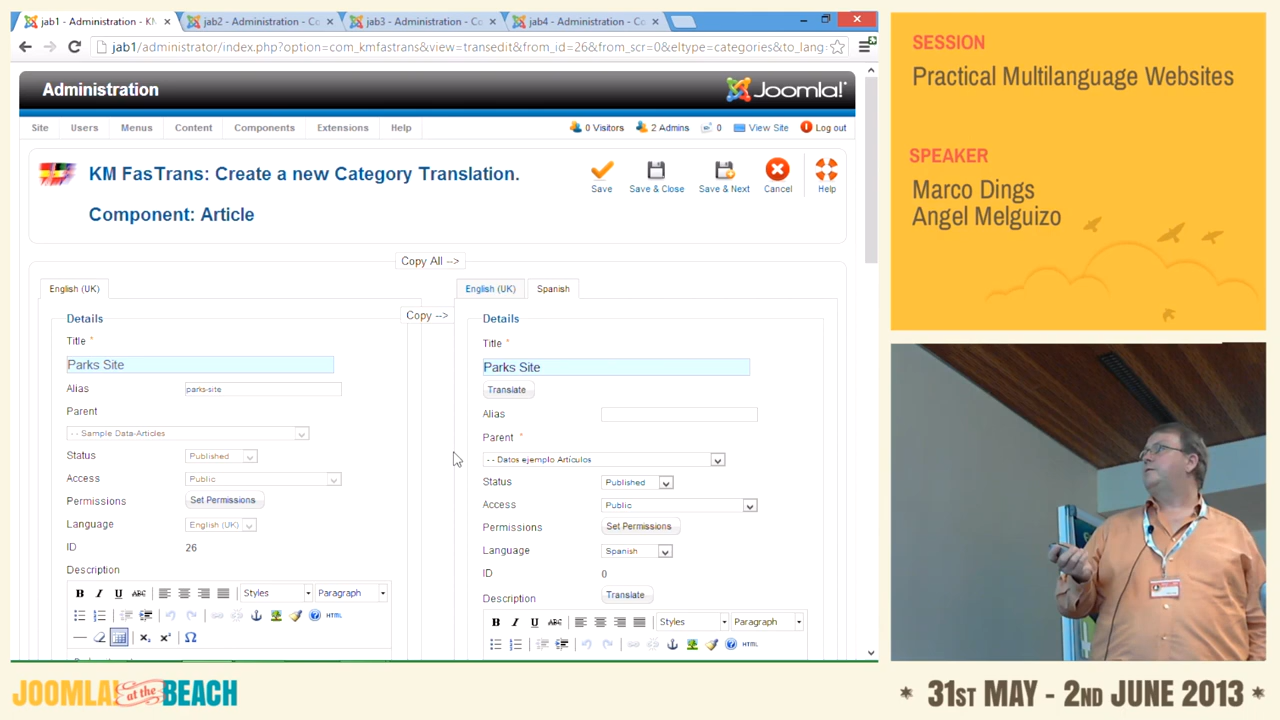 jab1 - Administration - KM
jab2 - Administration - Co
jab3 - Administration - Co
jab4 - Administration - Co
jab1/administrator/index.php?option=com_kmfastrans&view=transedit&from_id=26&from_scr=0&eltype=categories&to_lang
Administration
Joomla!
Site Users Menus Content Components Extensions Help
0 Visitors 2 Admins 0 View Site Log out
KM FasTrans: Create a new Category Translation.
Component: Article
Save Save & Close Save & Next Cancel Help
Copy All -->
English (UK)
Copy -->
Details
Title *
Parks Site
Alias parks-site
Parent
- - Sample Data-Articles
Status Published
Access Public
Permissions Set Permissions
Language English (UK)
ID 26
Description
B I U ABC Styles Paragraph
HTML
English (UK) Spanish
Details
Title *
Parks Site
Translate
Alias
Parent *
- - Datos ejemplo Artículos
Status Published
Access Public
Permissions Set Permissions
Language Spanish
ID 0
Description Translate
B I U ABC Styles Paragraph
HTML
SESSION
Practical Multilanguage Websites
SPEAKER
Marco Dings
Angel Melguizo
JOOMLA! at the BEACH
* 31ST MAY - 2ND JUNE 2013 *